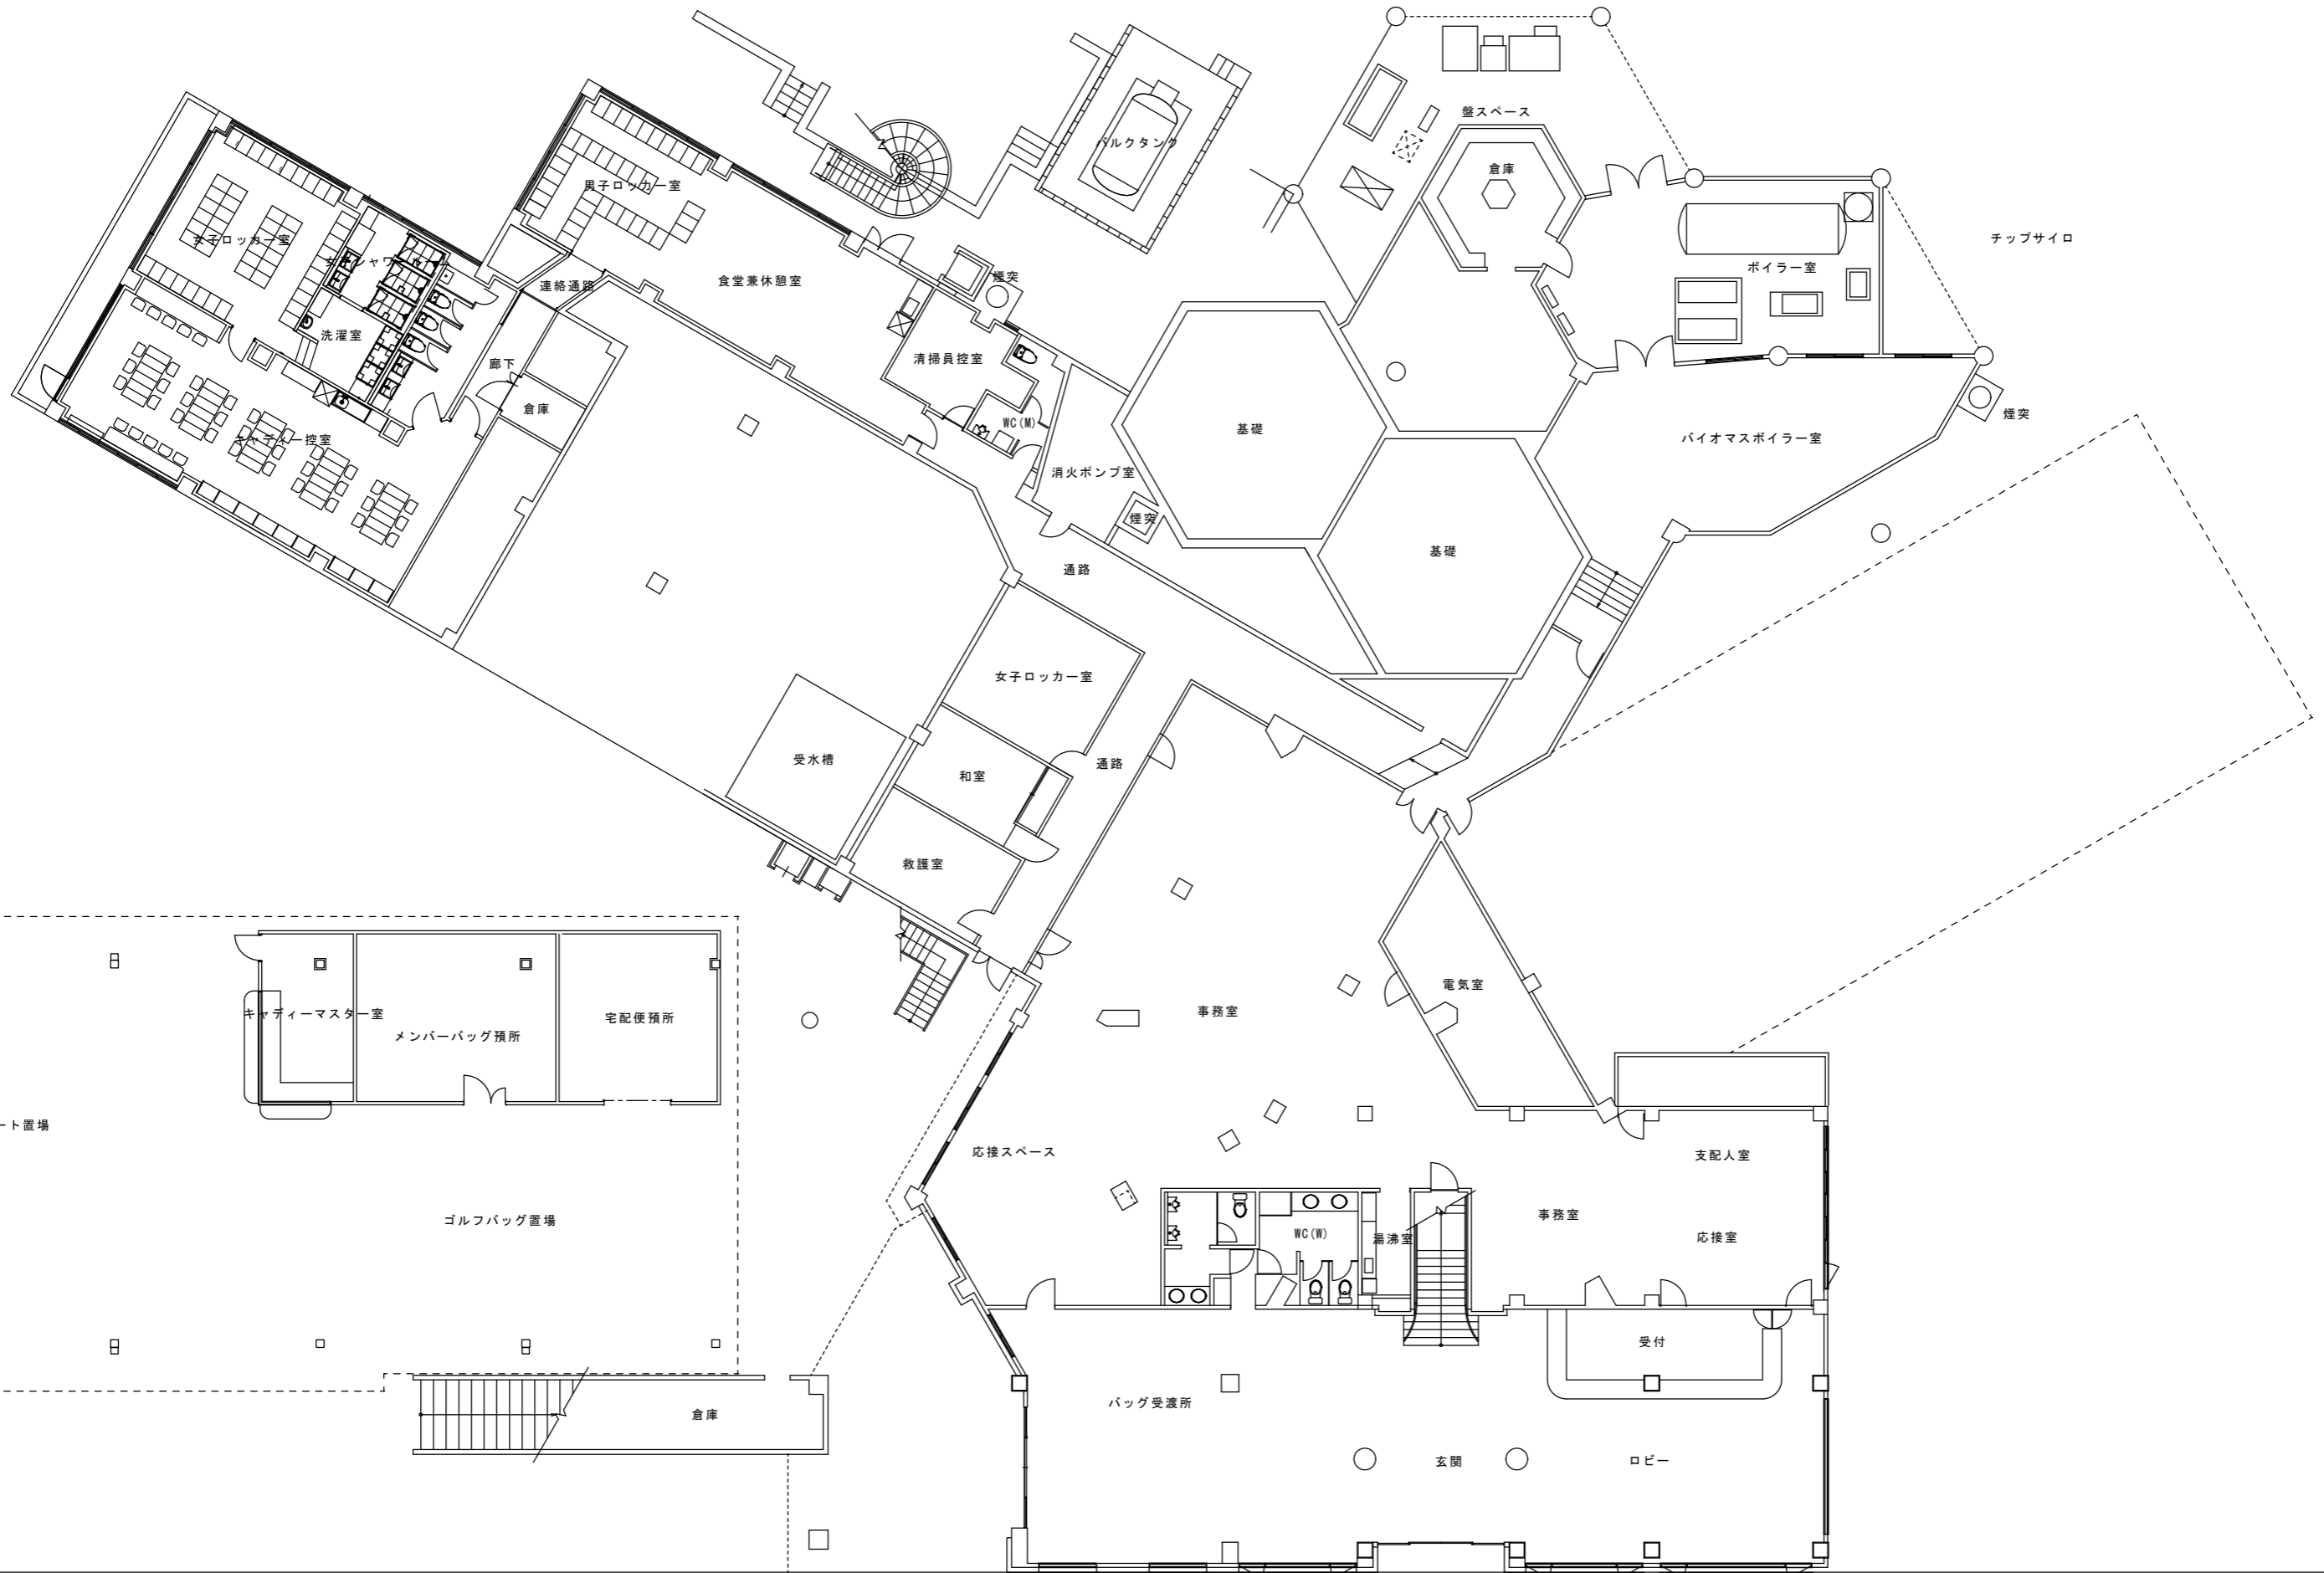 盤スペース
バルクタンク
倉庫
男子ロッカー室
女子ロッカー室
チップサイロ
ボイラー室
女子シャワールーム
食堂兼休憩室
煙突
連絡通路
洗濯室
清掃員控室
廊下
倉庫
煙突
WC(M)
基礎
バイオマスボイラー室
キャディー控室
消火ポンプ室
煙突
基礎
通路
女子ロッカー室
受水槽
和室
通路
救護室
電気室
事務室
キャディーマスター室
宅配便預所
メンバーバッグ預所
ート置場
応接スペース
支配人室
ゴルフバッグ置場
事務室
WC(W)
湯沸室
応接室
受付
バッグ受渡所
倉庫
玄関
ロビー